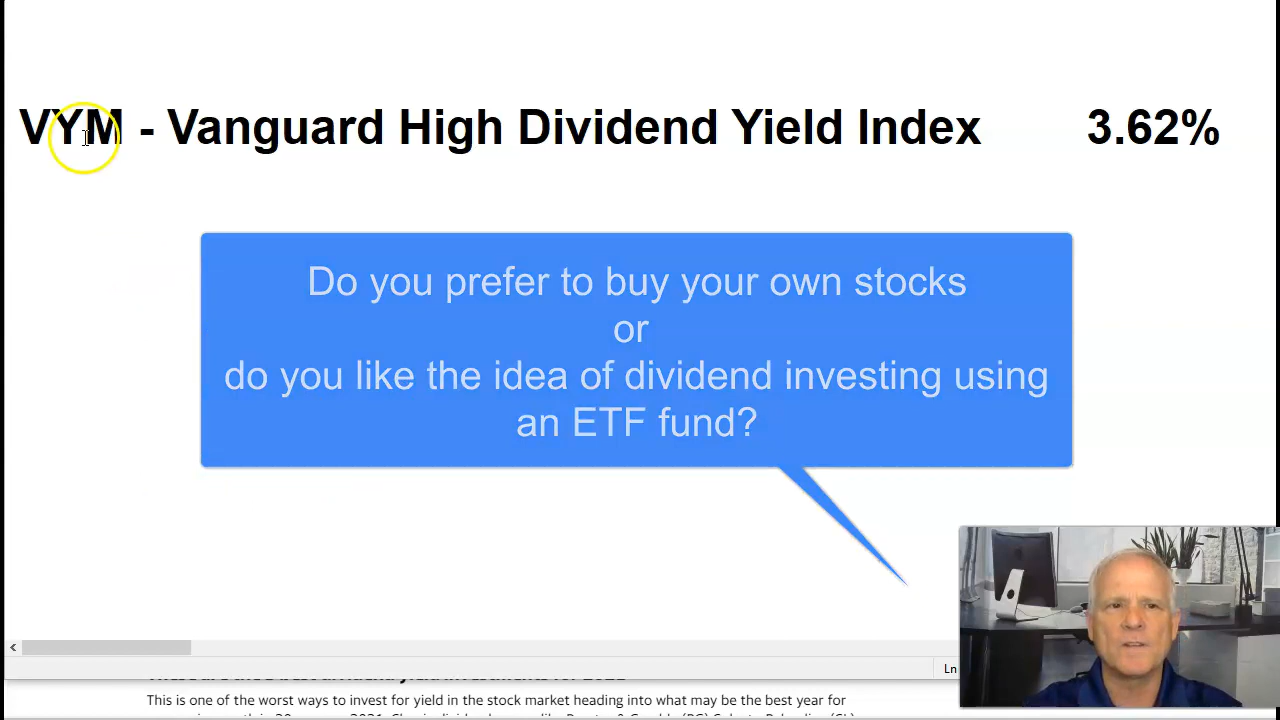 VYM - Vanguard High Dividend Yield Index 3.62%
Do you prefer to buy your own stocks
or
do you like the idea of dividend investing using
an ETF fund?
Ln
This is one of the worst ways to invest for yield in the stock market heading into what may be the best year for